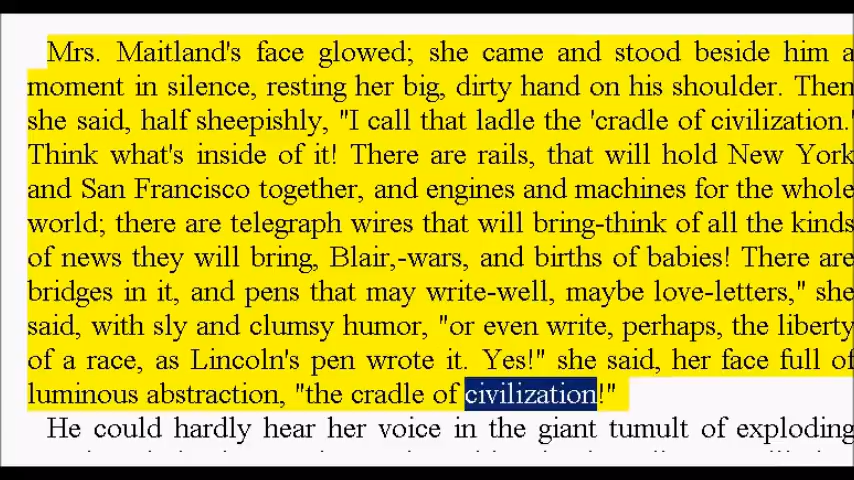 Mrs. Maitland's face glowed; she came and stood beside him a
moment in silence, resting her big, dirty hand on his shoulder. Then
she said, half sheepishly, "I call that ladle the 'cradle of civilization.'
Think what's inside of it! There are rails, that will hold New York
and San Francisco together, and engines and machines for the whole
world; there are telegraph wires that will bring-think of all the kinds
of news they will bring, Blair,-wars, and births of babies! There are
bridges in it, and pens that may write-well, maybe love-letters," she
said, with sly and clumsy humor, "or even write, perhaps, the liberty
of a race, as Lincoln's pen wrote it. Yes!" she said, her face full of
luminous abstraction, "the cradle of civilization!"
He could hardly hear her voice in the giant tumult of exploding